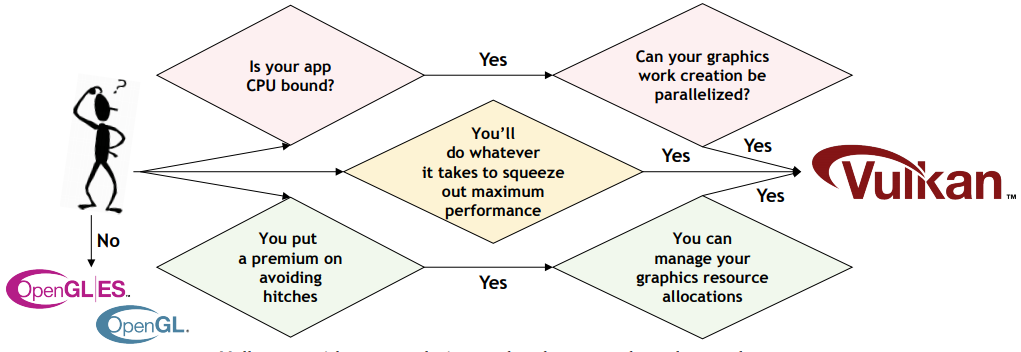 Is your app
CPU bound?
Yes
Can your graphics
work creation be
parallelized?
?
You'll
do whatever
it takes to squeeze
out maximum
performance
Yes
Yes
Yes
Vulkan™
No
You put
a premium on
avoiding
hitches
Yes
You can
manage your
graphics resource
allocations
OpenGL|ES™
OpenGL.